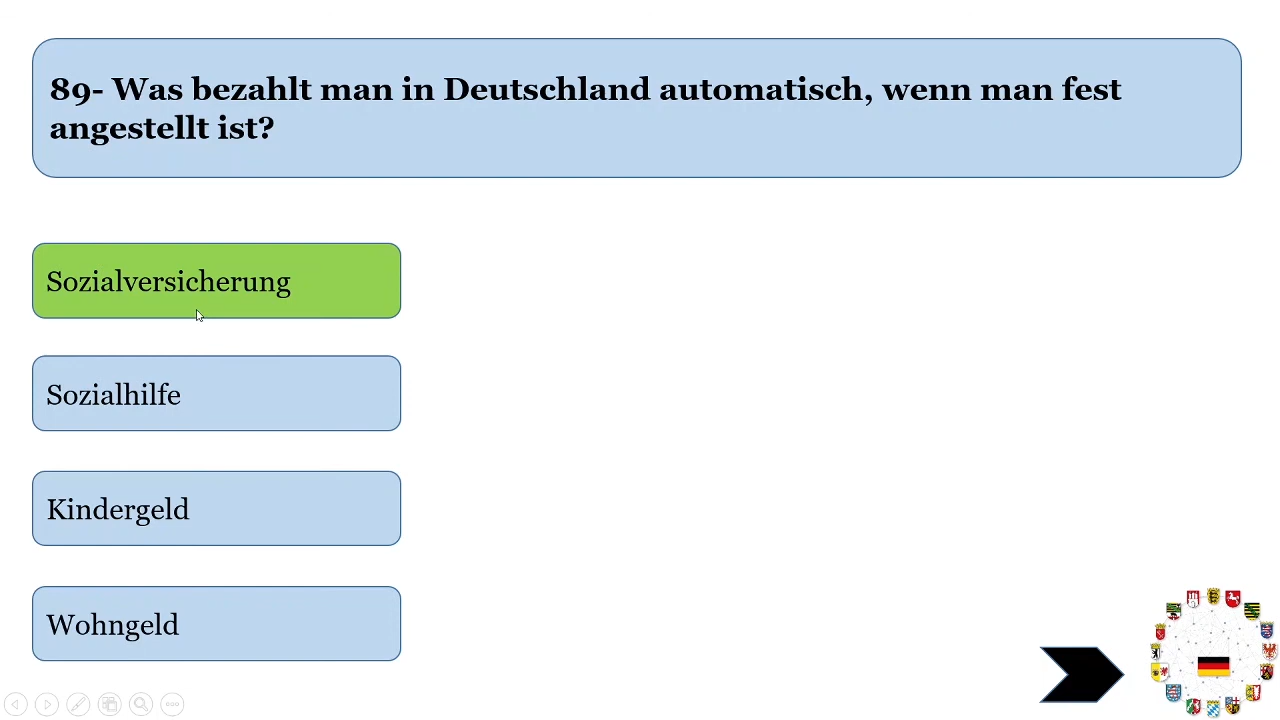 89- Was bezahlt man in Deutschland automatisch, wenn man fest
angestellt ist?
Sozialversicherung
Sozialhilfe
Kindergeld
Wohngeld